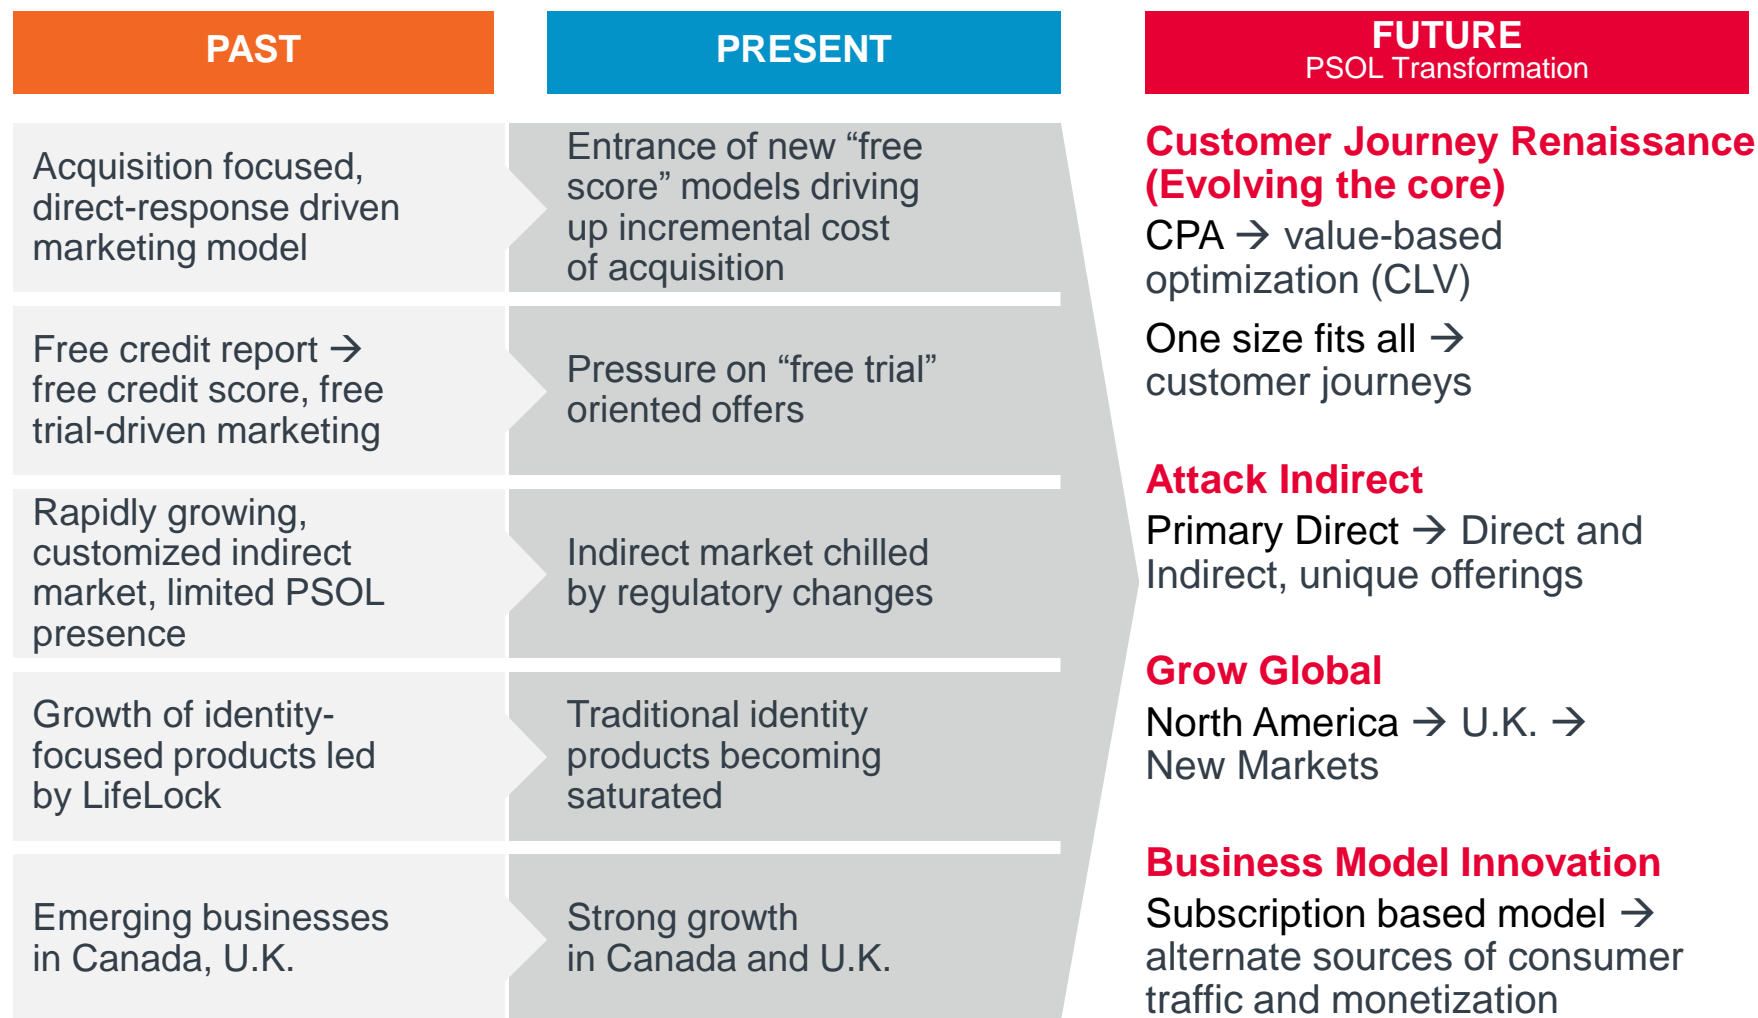 PAST
PRESENT
FUTURE
PSOL Transformation
Acquisition focused,
direct-response driven
marketing model
Entrance of new “free
score” models driving
up incremental cost
of acquisition
Free credit report →
free credit score, free
trial-driven marketing
Pressure on “free trial”
oriented offers
Rapidly growing,
customized indirect
market, limited PSOL
presence
Indirect market chilled
by regulatory changes
Growth of identity-
focused products led
by LifeLock
Traditional identity
products becoming
saturated
Emerging businesses
in Canada, U.K.
Strong growth
in Canada and U.K.
Customer Journey Renaissance
(Evolving the core)
CPA → value-based
optimization (CLV)
One size fits all →
customer journeys
Attack Indirect
Primary Direct → Direct and
Indirect, unique offerings
Grow Global
North America → U.K. →
New Markets
Business Model Innovation
Subscription based model →
alternate sources of consumer
traffic and monetization